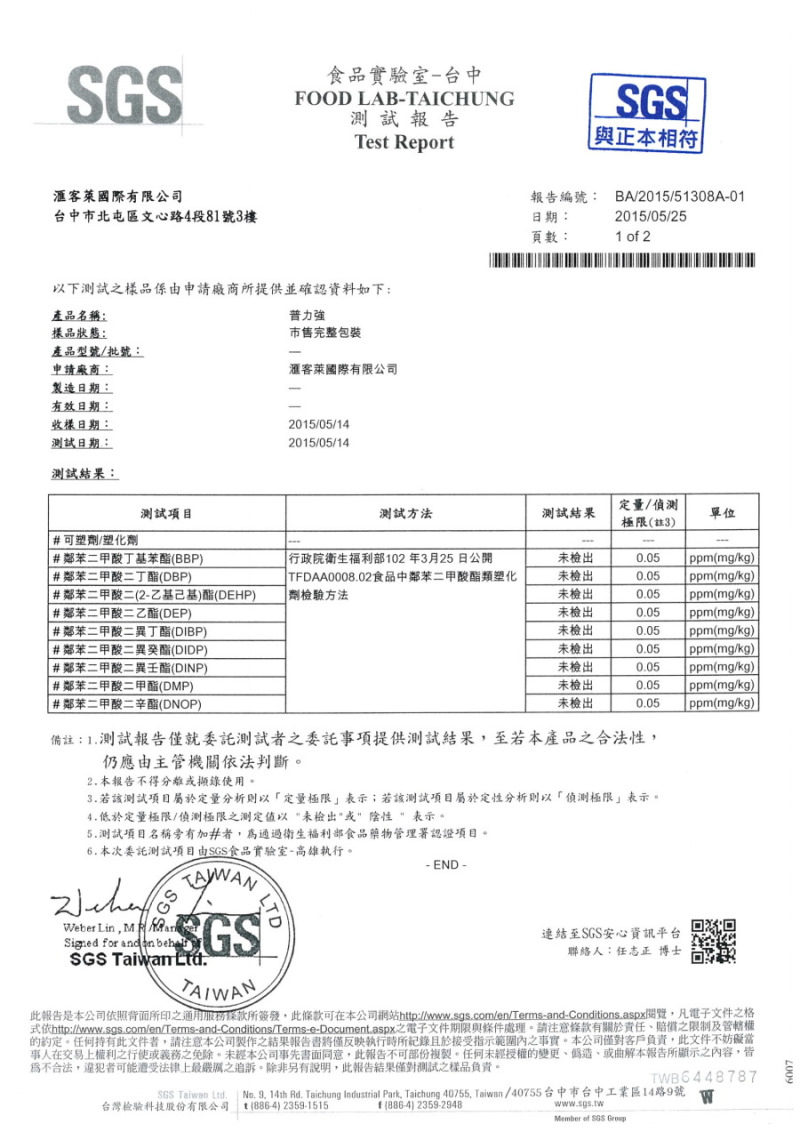 SGS
食品實驗室-台中
FOOD LAB-TAICHUNG
測 試 報 告
Test Report
SGS
與正本相符
滙客萊國際有限公司
台中市北屯區文心路4段81號3樓
報告編號： BA/2015/51308A-01
日期： 2015/05/25
頁數： 1 of 2
以下測試之樣品係由申請廠商所提供並確認資料如下:
產品名稱: 普力強
樣品狀態: 市售完整包裝
產品型號/批號： —
申請廠商： 滙客萊國際有限公司
製造日期： —
有效日期： —
收樣日期： 2015/05/14
測試日期： 2015/05/14
測試結果：
測試項目 測試方法 測試結果 定量/偵測極限(註3) 單位
# 可塑劑/塑化劑 --- --- --- ---
# 鄰苯二甲酸丁基苯酯(BBP) 行政院衛生福利部102 年3月25 日公開 未檢出 0.05 ppm(mg/kg)
# 鄰苯二甲酸二丁酯(DBP) TFDAA0008.02食品中鄰苯二甲酸酯類塑化 未檢出 0.05 ppm(mg/kg)
# 鄰苯二甲酸二(2-乙基己基)酯(DEHP) 劑檢驗方法 未檢出 0.05 ppm(mg/kg)
# 鄰苯二甲酸二乙酯(DEP) 未檢出 0.05 ppm(mg/kg)
# 鄰苯二甲酸二異丁酯(DIBP) 未檢出 0.05 ppm(mg/kg)
# 鄰苯二甲酸二異癸酯(DIDP) 未檢出 0.05 ppm(mg/kg)
# 鄰苯二甲酸二異壬酯(DINP) 未檢出 0.05 ppm(mg/kg)
# 鄰苯二甲酸二甲酯(DMP) 未檢出 0.05 ppm(mg/kg)
# 鄰苯二甲酸二辛酯(DNOP) 未檢出 0.05 ppm(mg/kg)
備註：1.測試報告僅就委託測試者之委託事項提供測試結果，至若本產品之合法性，
仍應由主管機關依法判斷。
2.本報告不得分離或擷錄使用。
3.若該測試項目屬於定量分析則以「定量極限」表示；若該測試項目屬於定性分析則以「偵測極限」表示。
4.低於定量極限/偵測極限之測定值以 "未檢出"或" 陰性 " 表示。
5.測試項目名稱旁有加#者，為通過衛生福利部食品藥物管理署認證項目。
6.本次委託測試項目由SGS食品實驗室-高雄執行。
- END -
Weber Lin , M.R /Manager
Signed for and on behalf of
SGS Taiwan Ltd.
SGS TAIWAN LTD
SGS
TAIWAN
連結至SGS安心資訊平台
聯絡人：任志正 博士
此報告是本公司依照背面所印之通用服務條款所簽發，此條款可在本公司網站http://www.sgs.com/en/Terms-and-Conditions.aspx閱覽，凡電子文件之格
式依http://www.sgs.com/en/Terms-and-Conditions/Terms-e-Document.aspx之電子文件期限與條件處理。請注意條款有關於責任、賠償之限制及管轄權
的約定。任何持有此文件者，請注意本公司製作之結果報告書將僅反映執行時所紀錄且於接受指示範圍內之事實。本公司僅對客戶負責，此文件不妨礙當
事人在交易上權利之行使或義務之免除。未經本公司事先書面同意，此報告不可部份複製。任何未經授權的變更、偽造、或曲解本報告所顯示之內容，皆
為不合法，違犯者可能遭受法律上最嚴厲之追訴。除非另有說明，此報告結果僅對測試之樣品負責。
TWB6448787
6007
SGS Taiwan Ltd. No. 9, 14th Rd. Taichung Industrial Park, Taichung 40755, Taiwan /40755台中市台中工業區14路9號
台灣檢驗科技股份有限公司 t (886-4) 2359-1515 f (886-4) 2359-2948 www.sgs.tw
Member of SGS Group